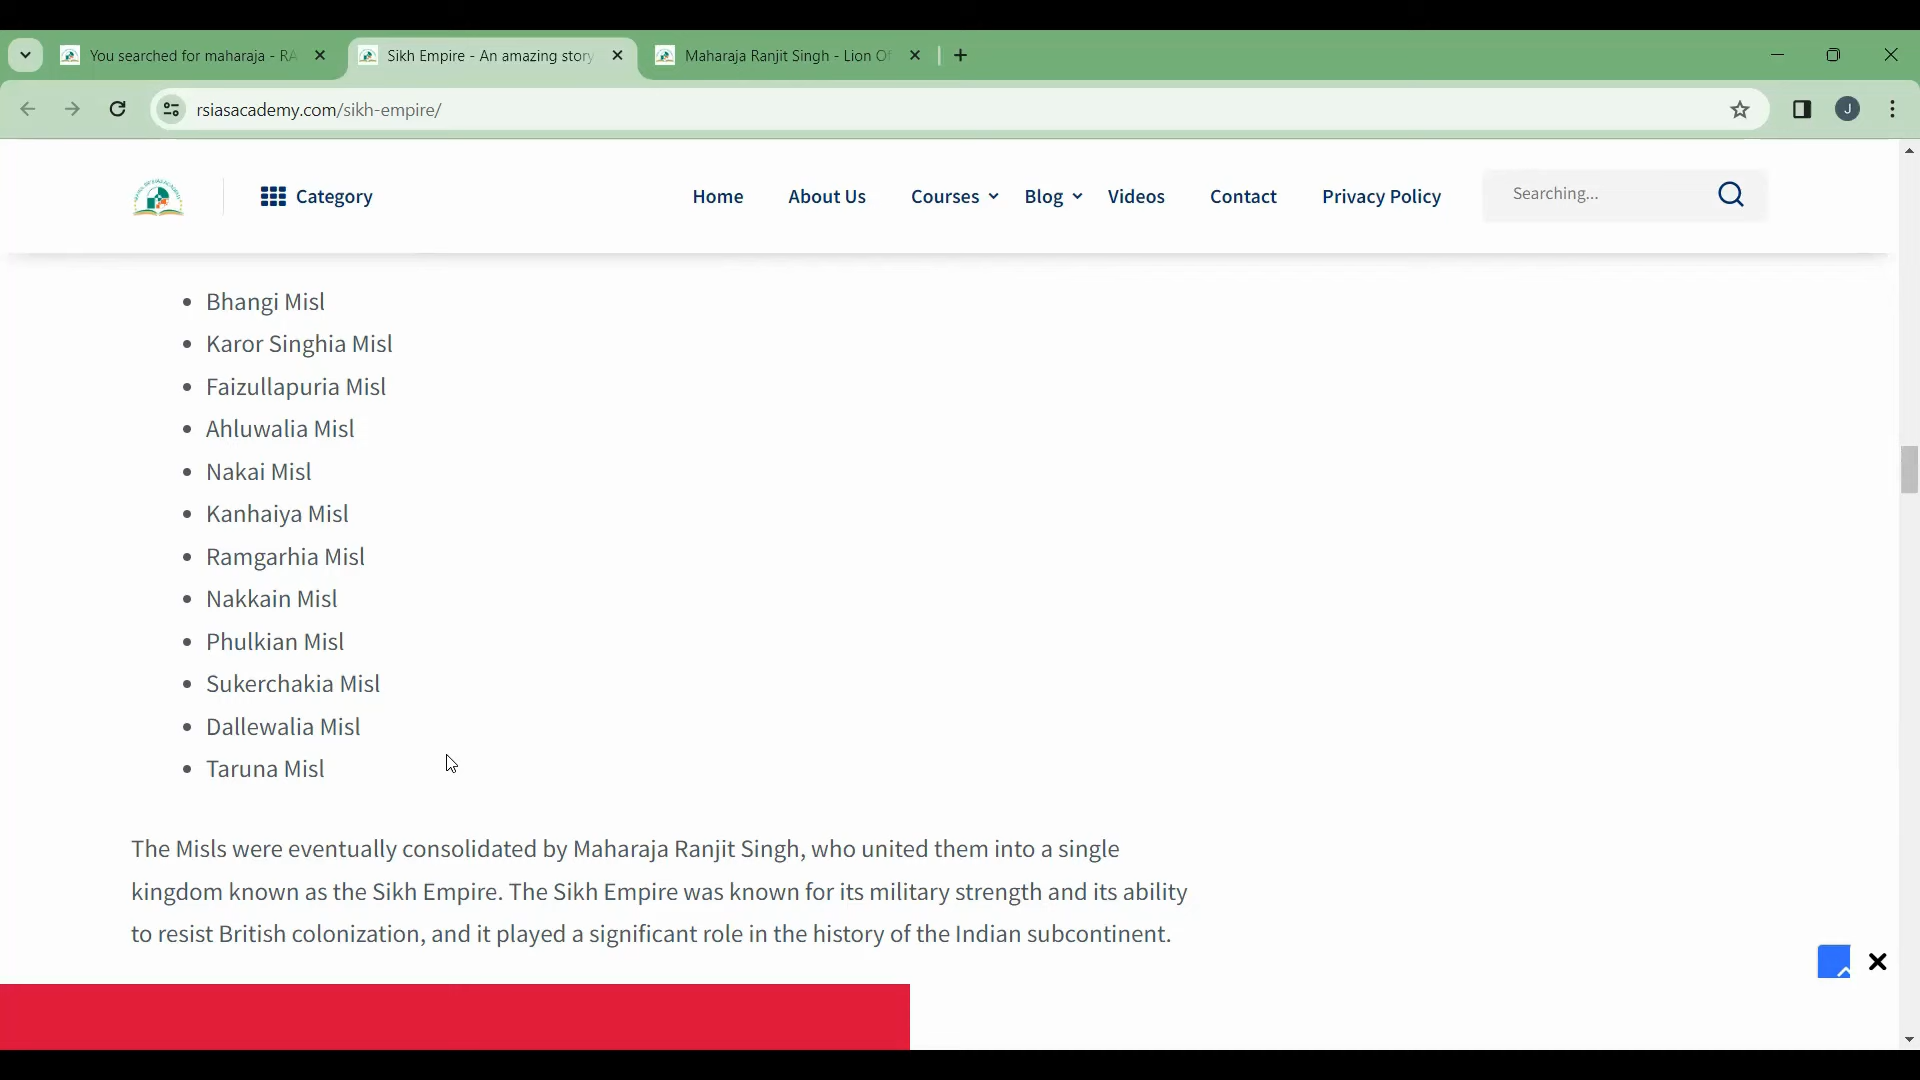 You searched for maharaja - RA
Sikh Empire - An amazing story
Maharaja Ranjit Singh - Lion Of
rsiasacademy.com/sikh-empire/
J
Category
Home
About Us
Courses
Blog
Videos
Contact
Privacy Policy
Searching...
• Bhangi Misl
• Karor Singhia Misl
• Faizullapuria Misl
• Ahluwalia Misl
• Nakai Misl
• Kanhaiya Misl
• Ramgarhia Misl
• Nakkain Misl
• Phulkian Misl
• Sukerchakia Misl
• Dallewalia Misl
• Taruna Misl
The Misls were eventually consolidated by Maharaja Ranjit Singh, who united them into a single
kingdom known as the Sikh Empire. The Sikh Empire was known for its military strength and its ability
to resist British colonization, and it played a significant role in the history of the Indian subcontinent.